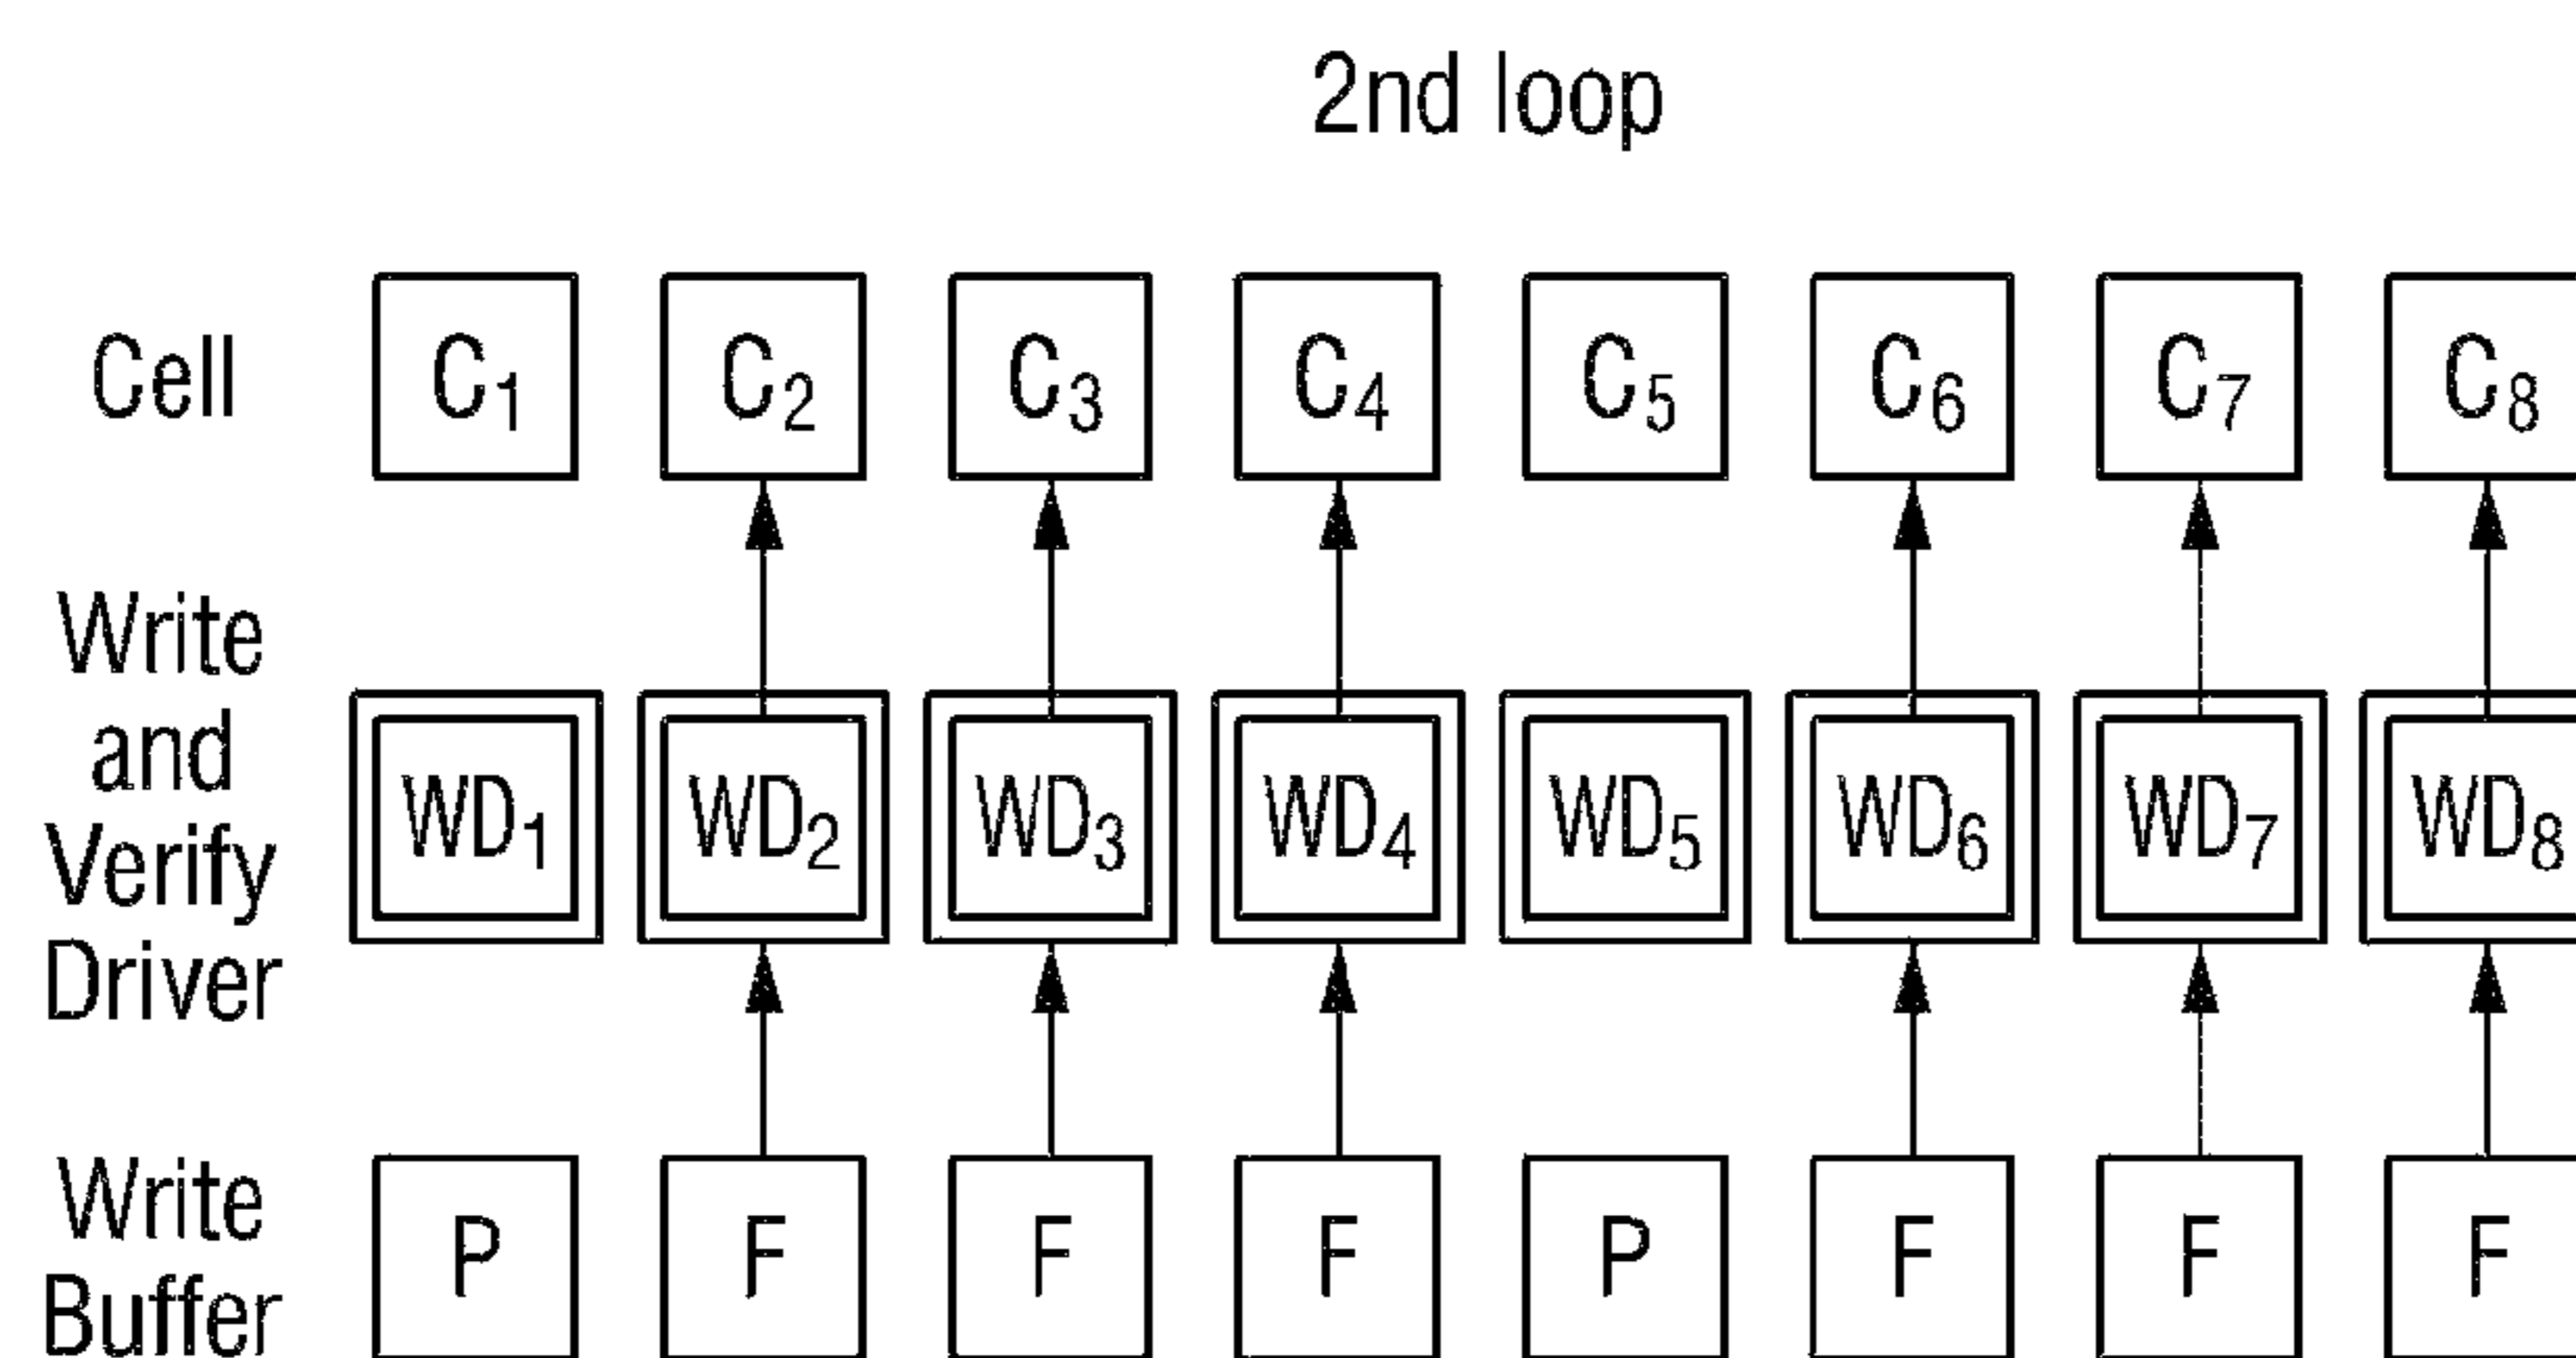 2nd loop
Cell C1 C2 C3 C4 C5 C6 C7 C8
Write
and
Verify
Driver
WD1 WD2 WD3 WD4 WD5 WD6 WD7 WD8
Write
Buffer
P F F F P F F F